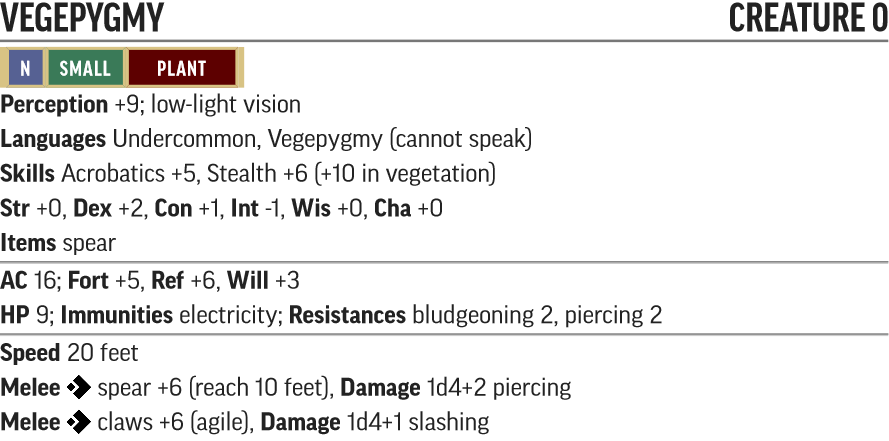 VEGEPYGMY CREATURE 0
N SMALL PLANT
Perception +9; low-light vision
Languages Undercommon, Vegepygmy (cannot speak)
Skills Acrobatics +5, Stealth +6 (+10 in vegetation)
Str +0, Dex +2, Con +1, Int -1, Wis +0, Cha +0
Items spear
AC 16; Fort +5, Ref +6, Will +3
HP 9; Immunities electricity; Resistances bludgeoning 2, piercing 2
Speed 20 feet
Melee spear +6 (reach 10 feet), Damage 1d4+2 piercing
Melee claws +6 (agile), Damage 1d4+1 slashing